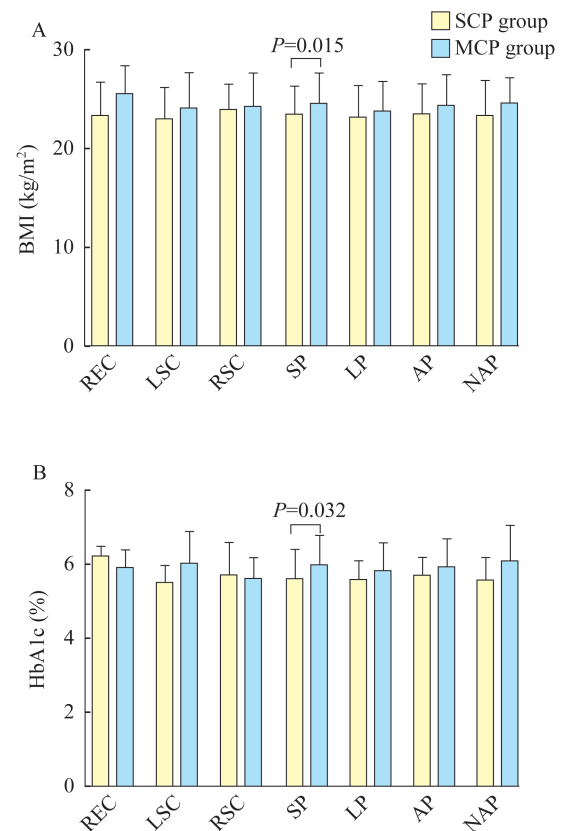 SCP group
MCP group
A
P=0.015
30
20
10
0
BMI (kg/m²)
REC LSC RSC SP LP AP NAP
B
P=0.032
8
6
4
2
0
HbA1c (%)
REC LSC RSC SP LP AP NAP